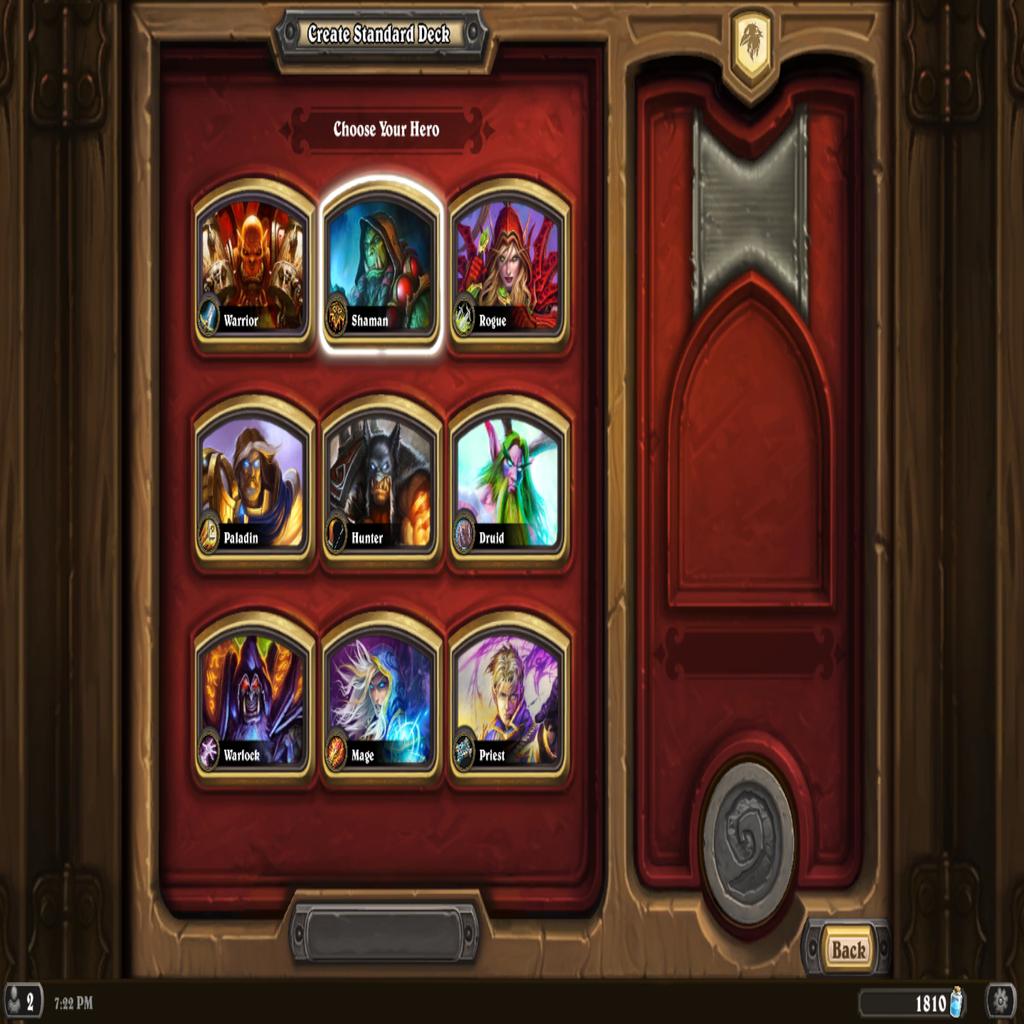 Create Standard Deck
Choose Your Hero
Warrior
Shaman
Rogue
Paladin
Hunter
Druid
Warlock
Mage
Priest
Back
2
7:22 PM
1810